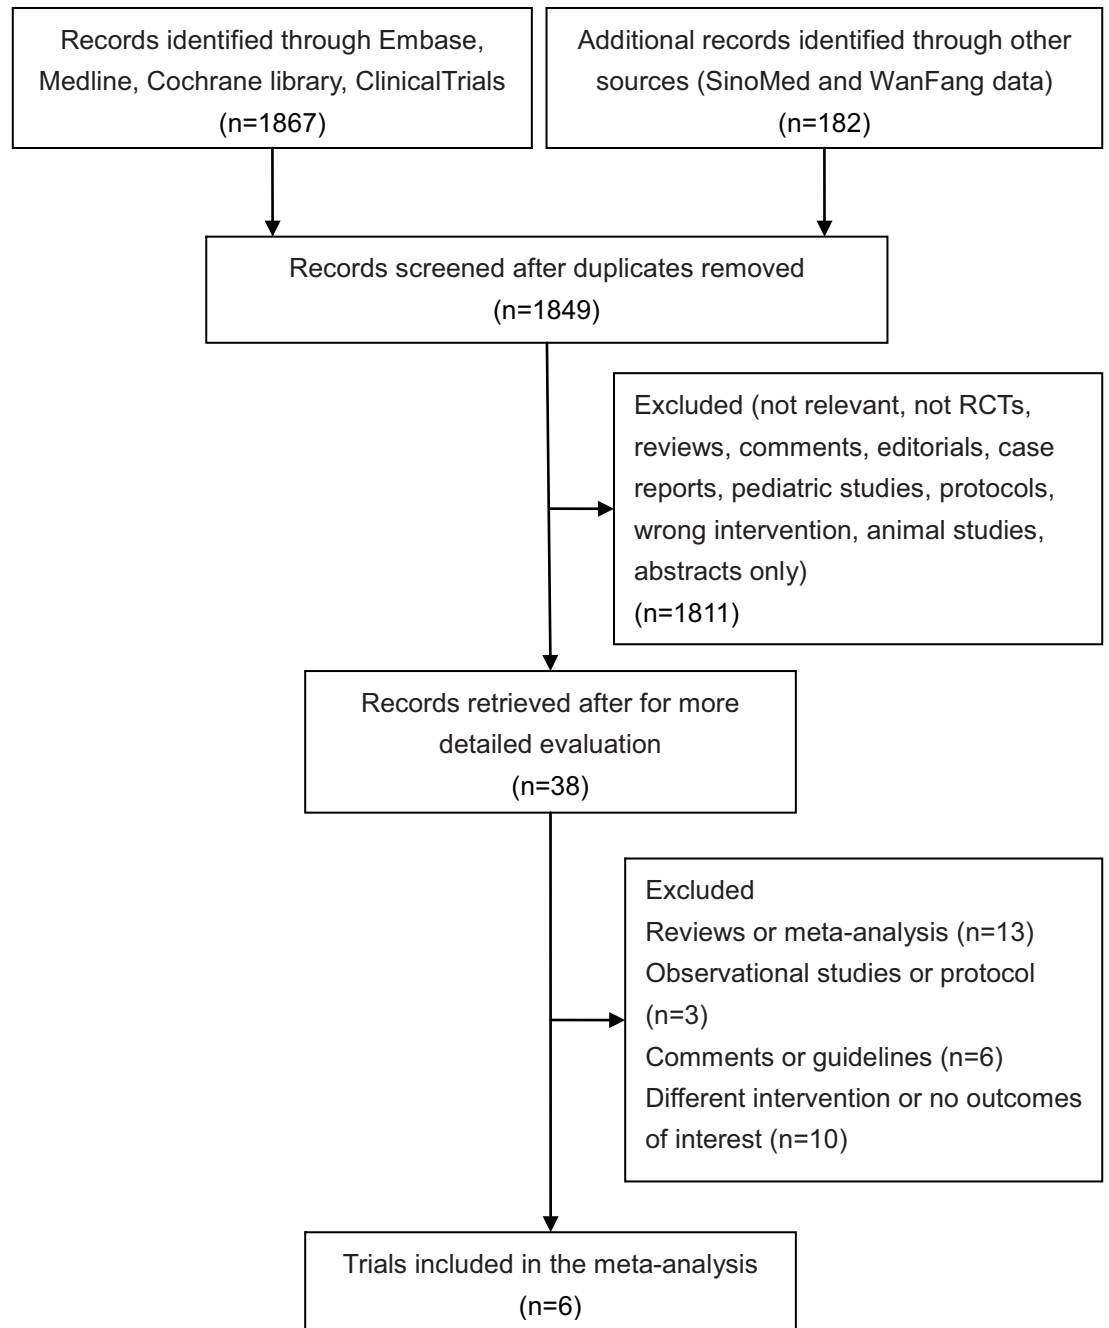 Records identified through Embase,
Medline, Cochrane library, ClinicalTrials
(n=1867)
Additional records identified through other
sources (SinoMed and WanFang data)
(n=182)
Records screened after duplicates removed
(n=1849)
Excluded (not relevant, not RCTs,
reviews, comments, editorials, case
reports, pediatric studies, protocols,
wrong intervention, animal studies,
abstracts only)
(n=1811)
Records retrieved after for more
detailed evaluation
(n=38)
Excluded
Reviews or meta-analysis (n=13)
Observational studies or protocol
(n=3)
Comments or guidelines (n=6)
Different intervention or no outcomes
of interest (n=10)
Trials included in the meta-analysis
(n=6)